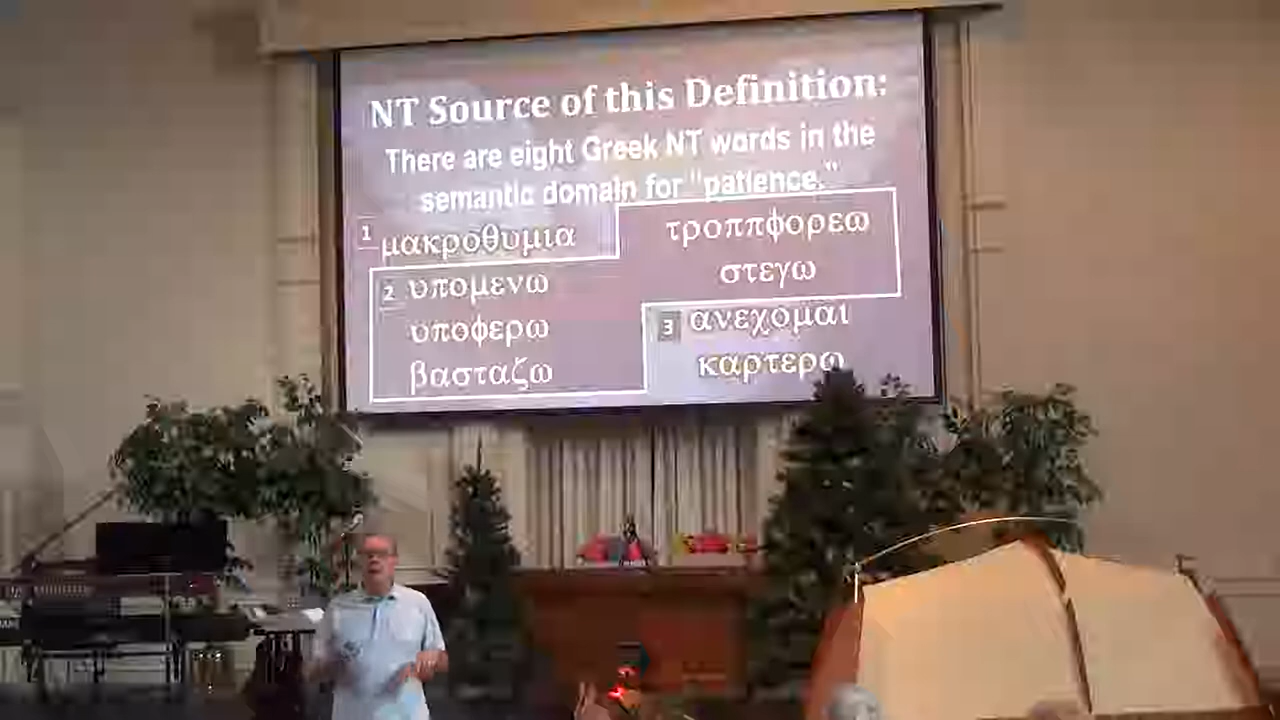 NT Source of this Definition:
There are eight Greek NT words in the
semantic domain for "patience."
1 μακροθυμια
2 υπομενω
υποφερω
βασταζω
τροππφορεω
στεγω
3 ανεχομαι
καρτερω